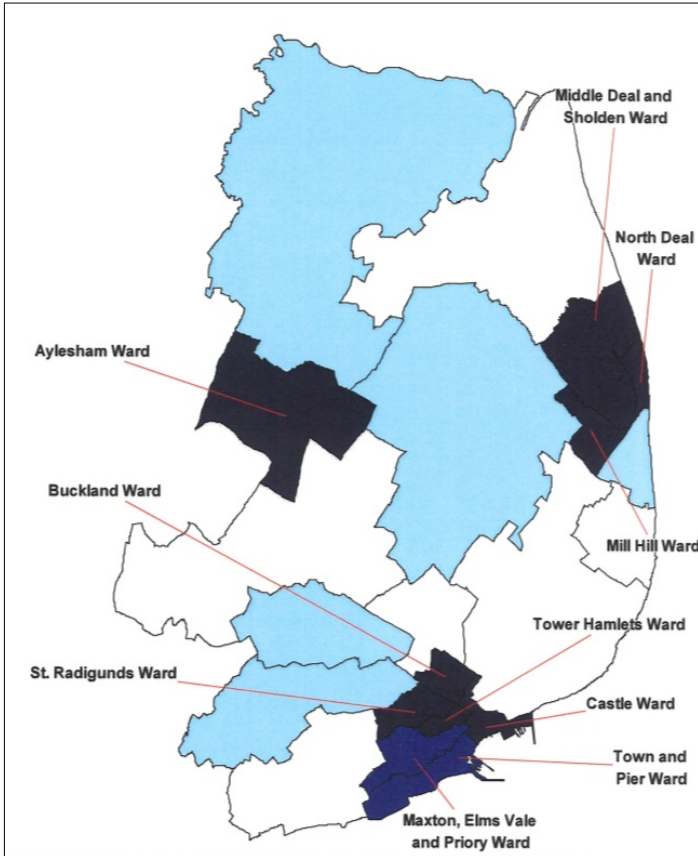 Middle Deal and
Sholden Ward
North Deal
Ward
Aylesham Ward
Buckland Ward
Mill Hill Ward
Tower Hamlets Ward
St. Radigunds Ward
Castle Ward
Town and
Pier Ward
Maxton, Elms Vale
and Priory Ward